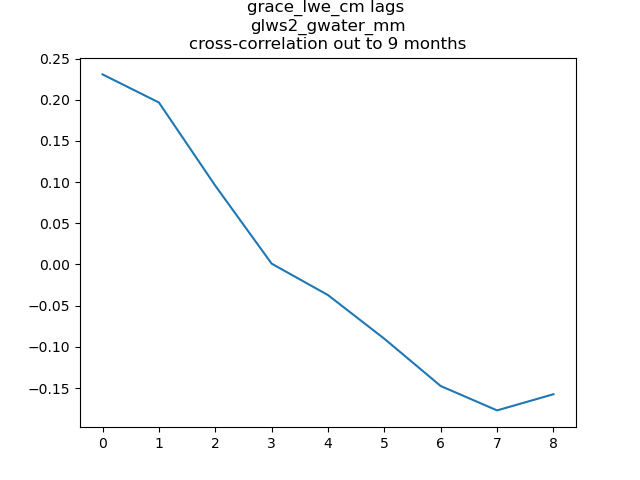 grace_lwe_cm lags
glws2_gwater_mm
cross-correlation out to 9 months
0.25
0.20
0.15
0.10
0.05
0.00
−0.05
−0.10
−0.15
0 1 2 3 4 5 6 7 8